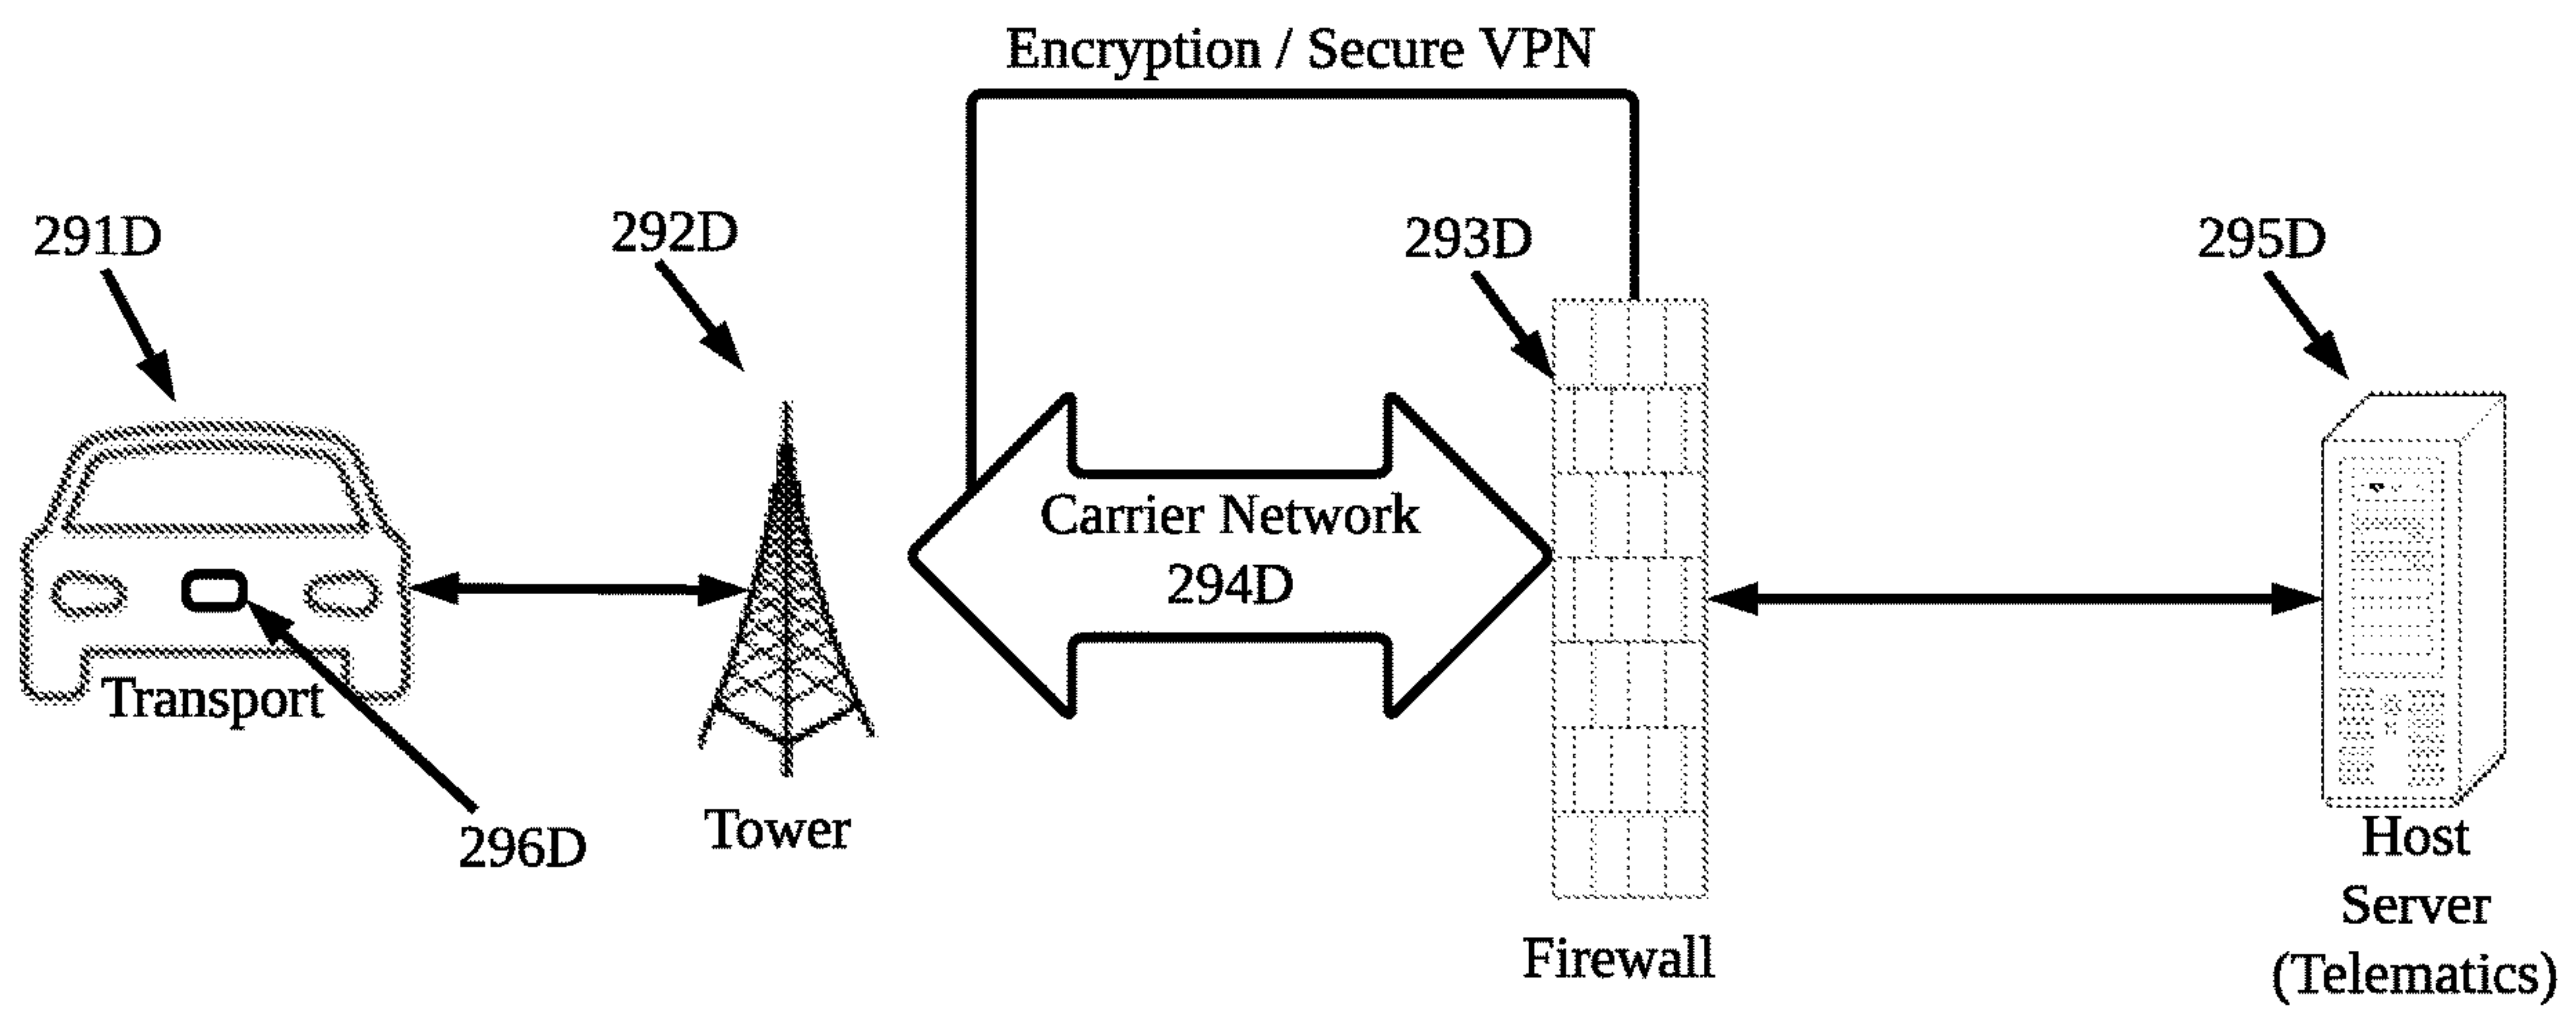 Encryption / Secure VPN
291D
292D
293D
295D
Carrier Network
294D
Transport
296D
Tower
Firewall
Host
Server
(Telematics)